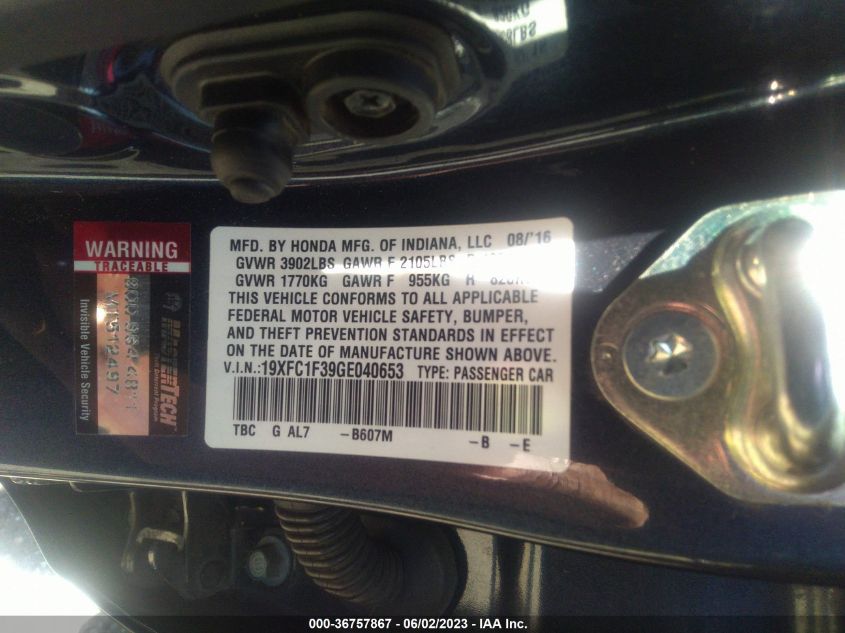 WARNING
TRACEABLE
Invisible Vehicle Security
MFD. BY HONDA MFG. OF INDIANA, LLC 08/'16
GVWR 3902LBS GAWR F 2105LBS
GVWR 1770KG GAWR F 955KG R
THIS VEHICLE CONFORMS TO ALL APPLICABLE
FEDERAL MOTOR VEHICLE SAFETY, BUMPER,
AND THEFT PREVENTION STANDARDS IN EFFECT
ON THE DATE OF MANUFACTURE SHOWN ABOVE.
V.I.N.:19XFC1F39GE040653 TYPE: PASSENGER CAR
TBC G AL7 -B607M -B -E
000-36757867 - 06/02/2023 - IAA Inc.